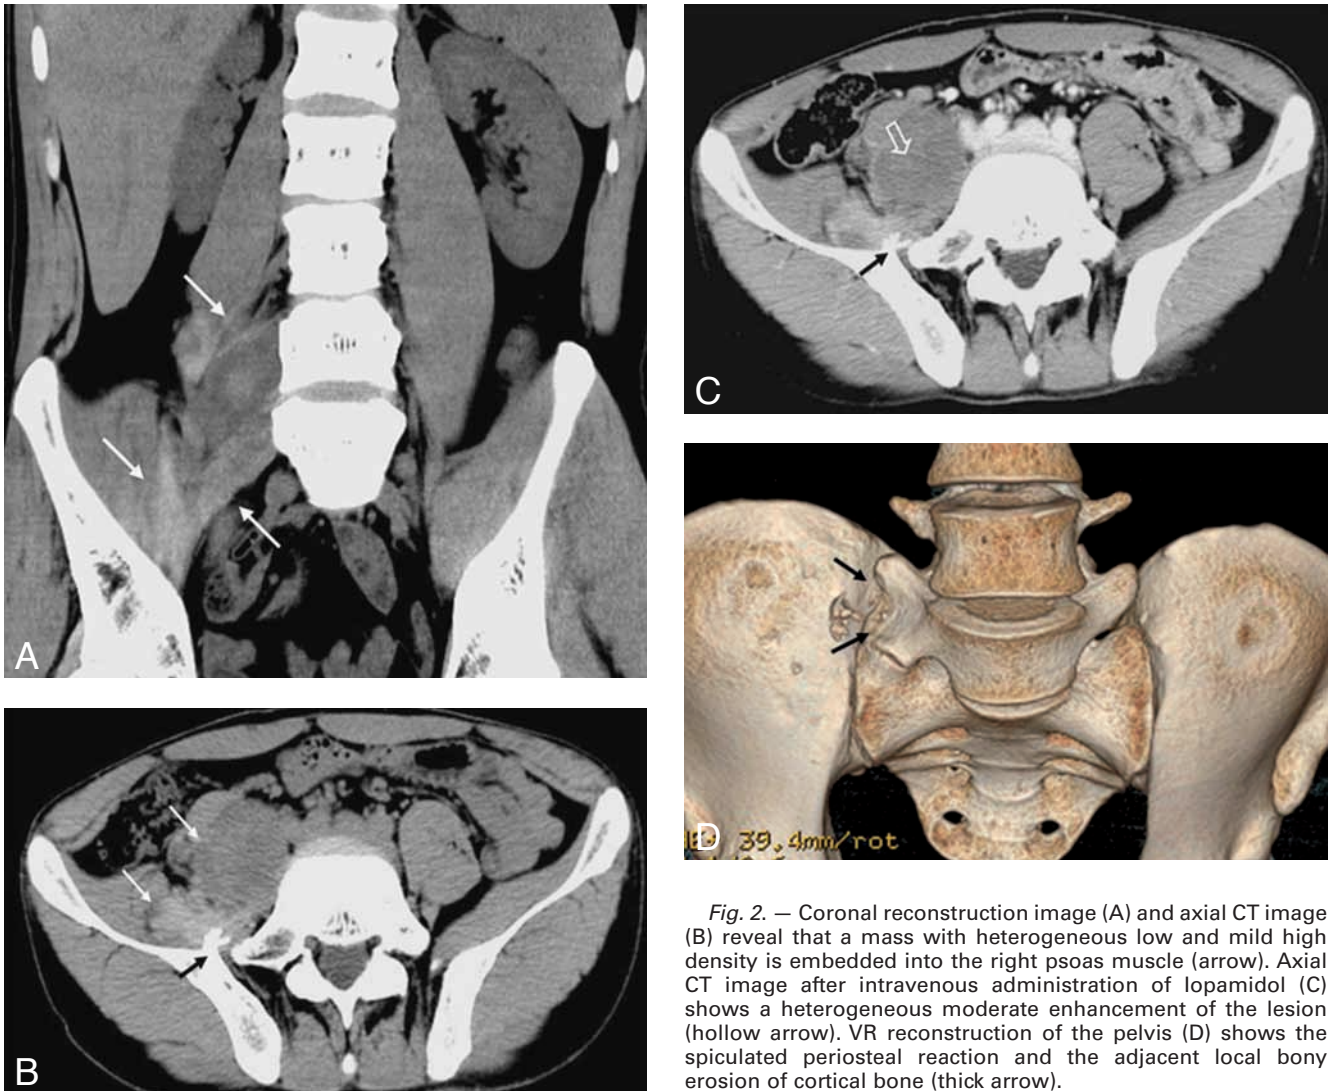 A
B
C
D
39.4mm/rot
Fig. 2. — Coronal reconstruction image (A) and axial CT image
(B) reveal that a mass with heterogeneous low and mild high
density is embedded into the right psoas muscle (arrow). Axial
CT image after intravenous administration of Iopamidol (C)
shows a heterogeneous moderate enhancement of the lesion
(hollow arrow). VR reconstruction of the pelvis (D) shows the
spiculated periosteal reaction and the adjacent local bony
erosion of cortical bone (thick arrow).